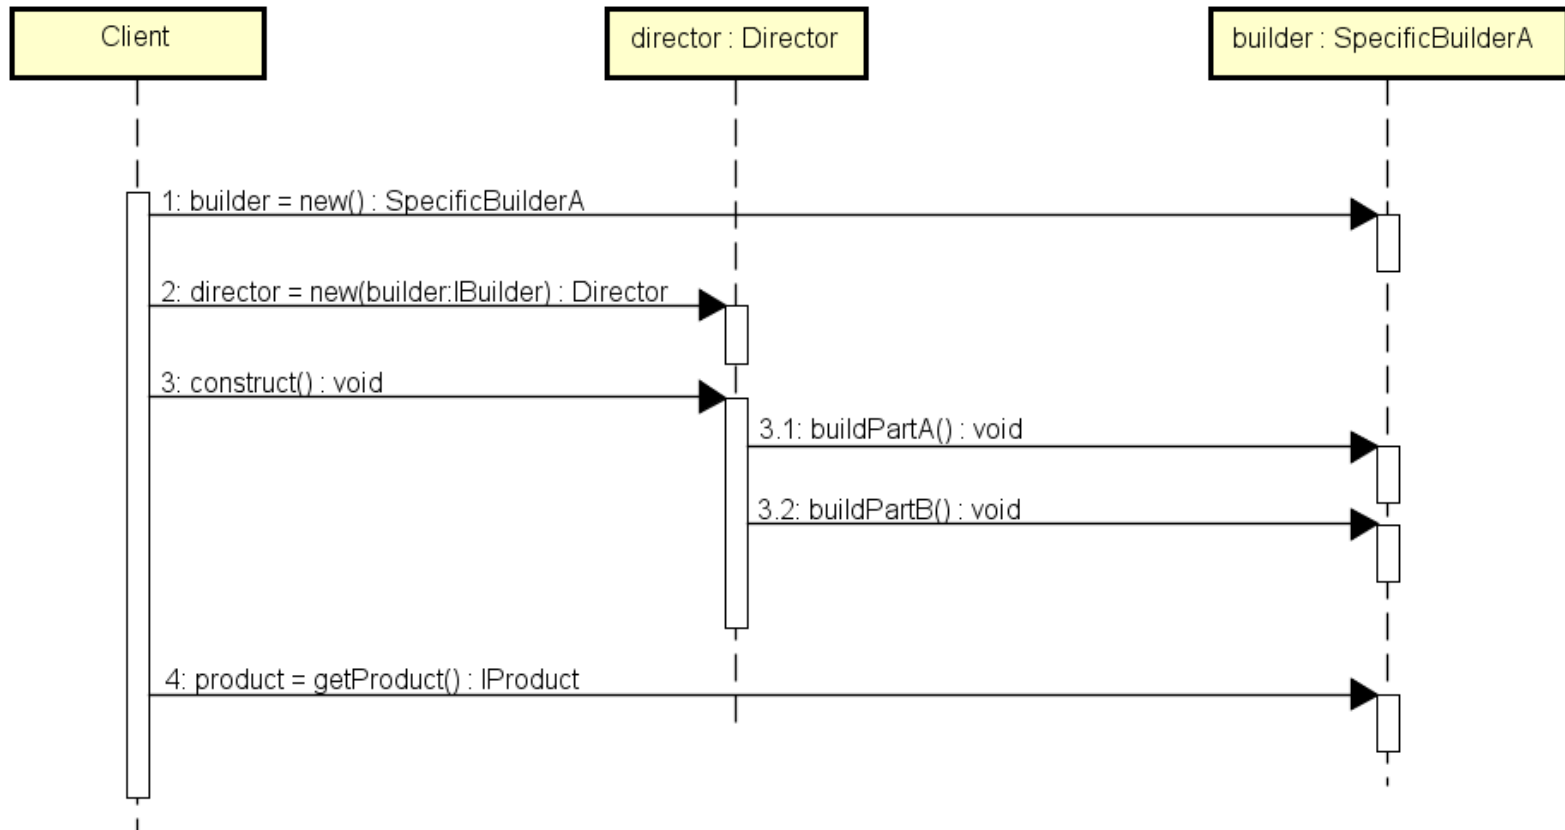 Client
director : Director
builder : SpecificBuilderA
1: builder = new() : SpecificBuilderA
2: director = new(builder:IBuilder) : Director
3: construct() : void
3.1: buildPartA() : void
3.2: buildPartB() : void
4: product = getProduct() : IProduct